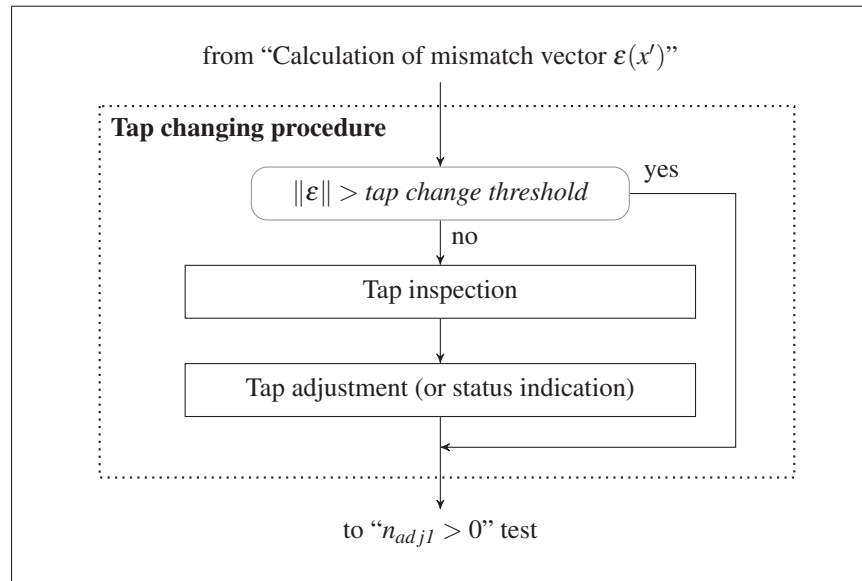 from “Calculation of mismatch vector ε(x′)”
Tap changing procedure
‖ε‖ > tap change threshold
yes
no
Tap inspection
Tap adjustment (or status indication)
to “n_adj1 > 0” test